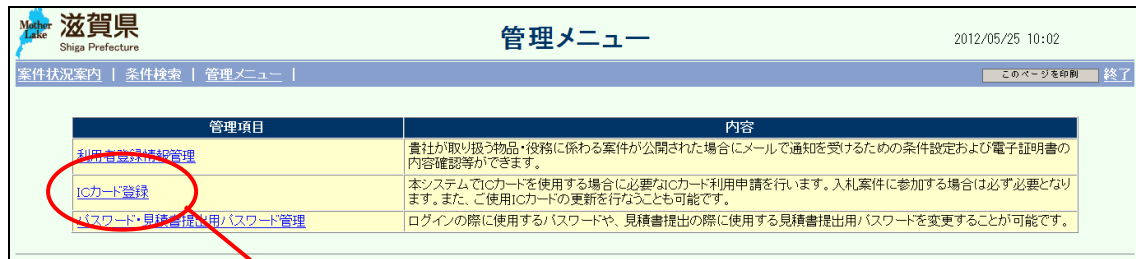 Mother Lake 滋賀県
Shiga Prefecture
管理メニュー
2012/05/25 10:02
案件状況案内 | 条件検索 | 管理メニュー |
このページを印刷 終了
管理項目 内容
利用者登録情報管理 貴社が取り扱う物品・役務に係わる案件が公開された場合にメールで通知を受けるための条件設定および電子証明書の
内容確認等ができます。
ICカード登録 本システムでICカードを使用する場合に必要なICカード利用申請を行います。入札案件に参加する場合は必ず必要となり
ます。また、ご使用ICカードの更新を行なうことも可能です。
パスワード・見積書提出用パスワード管理 ログインの際に使用するパスワードや、見積書提出の際に使用する見積書提出用パスワードを変更することが可能です。